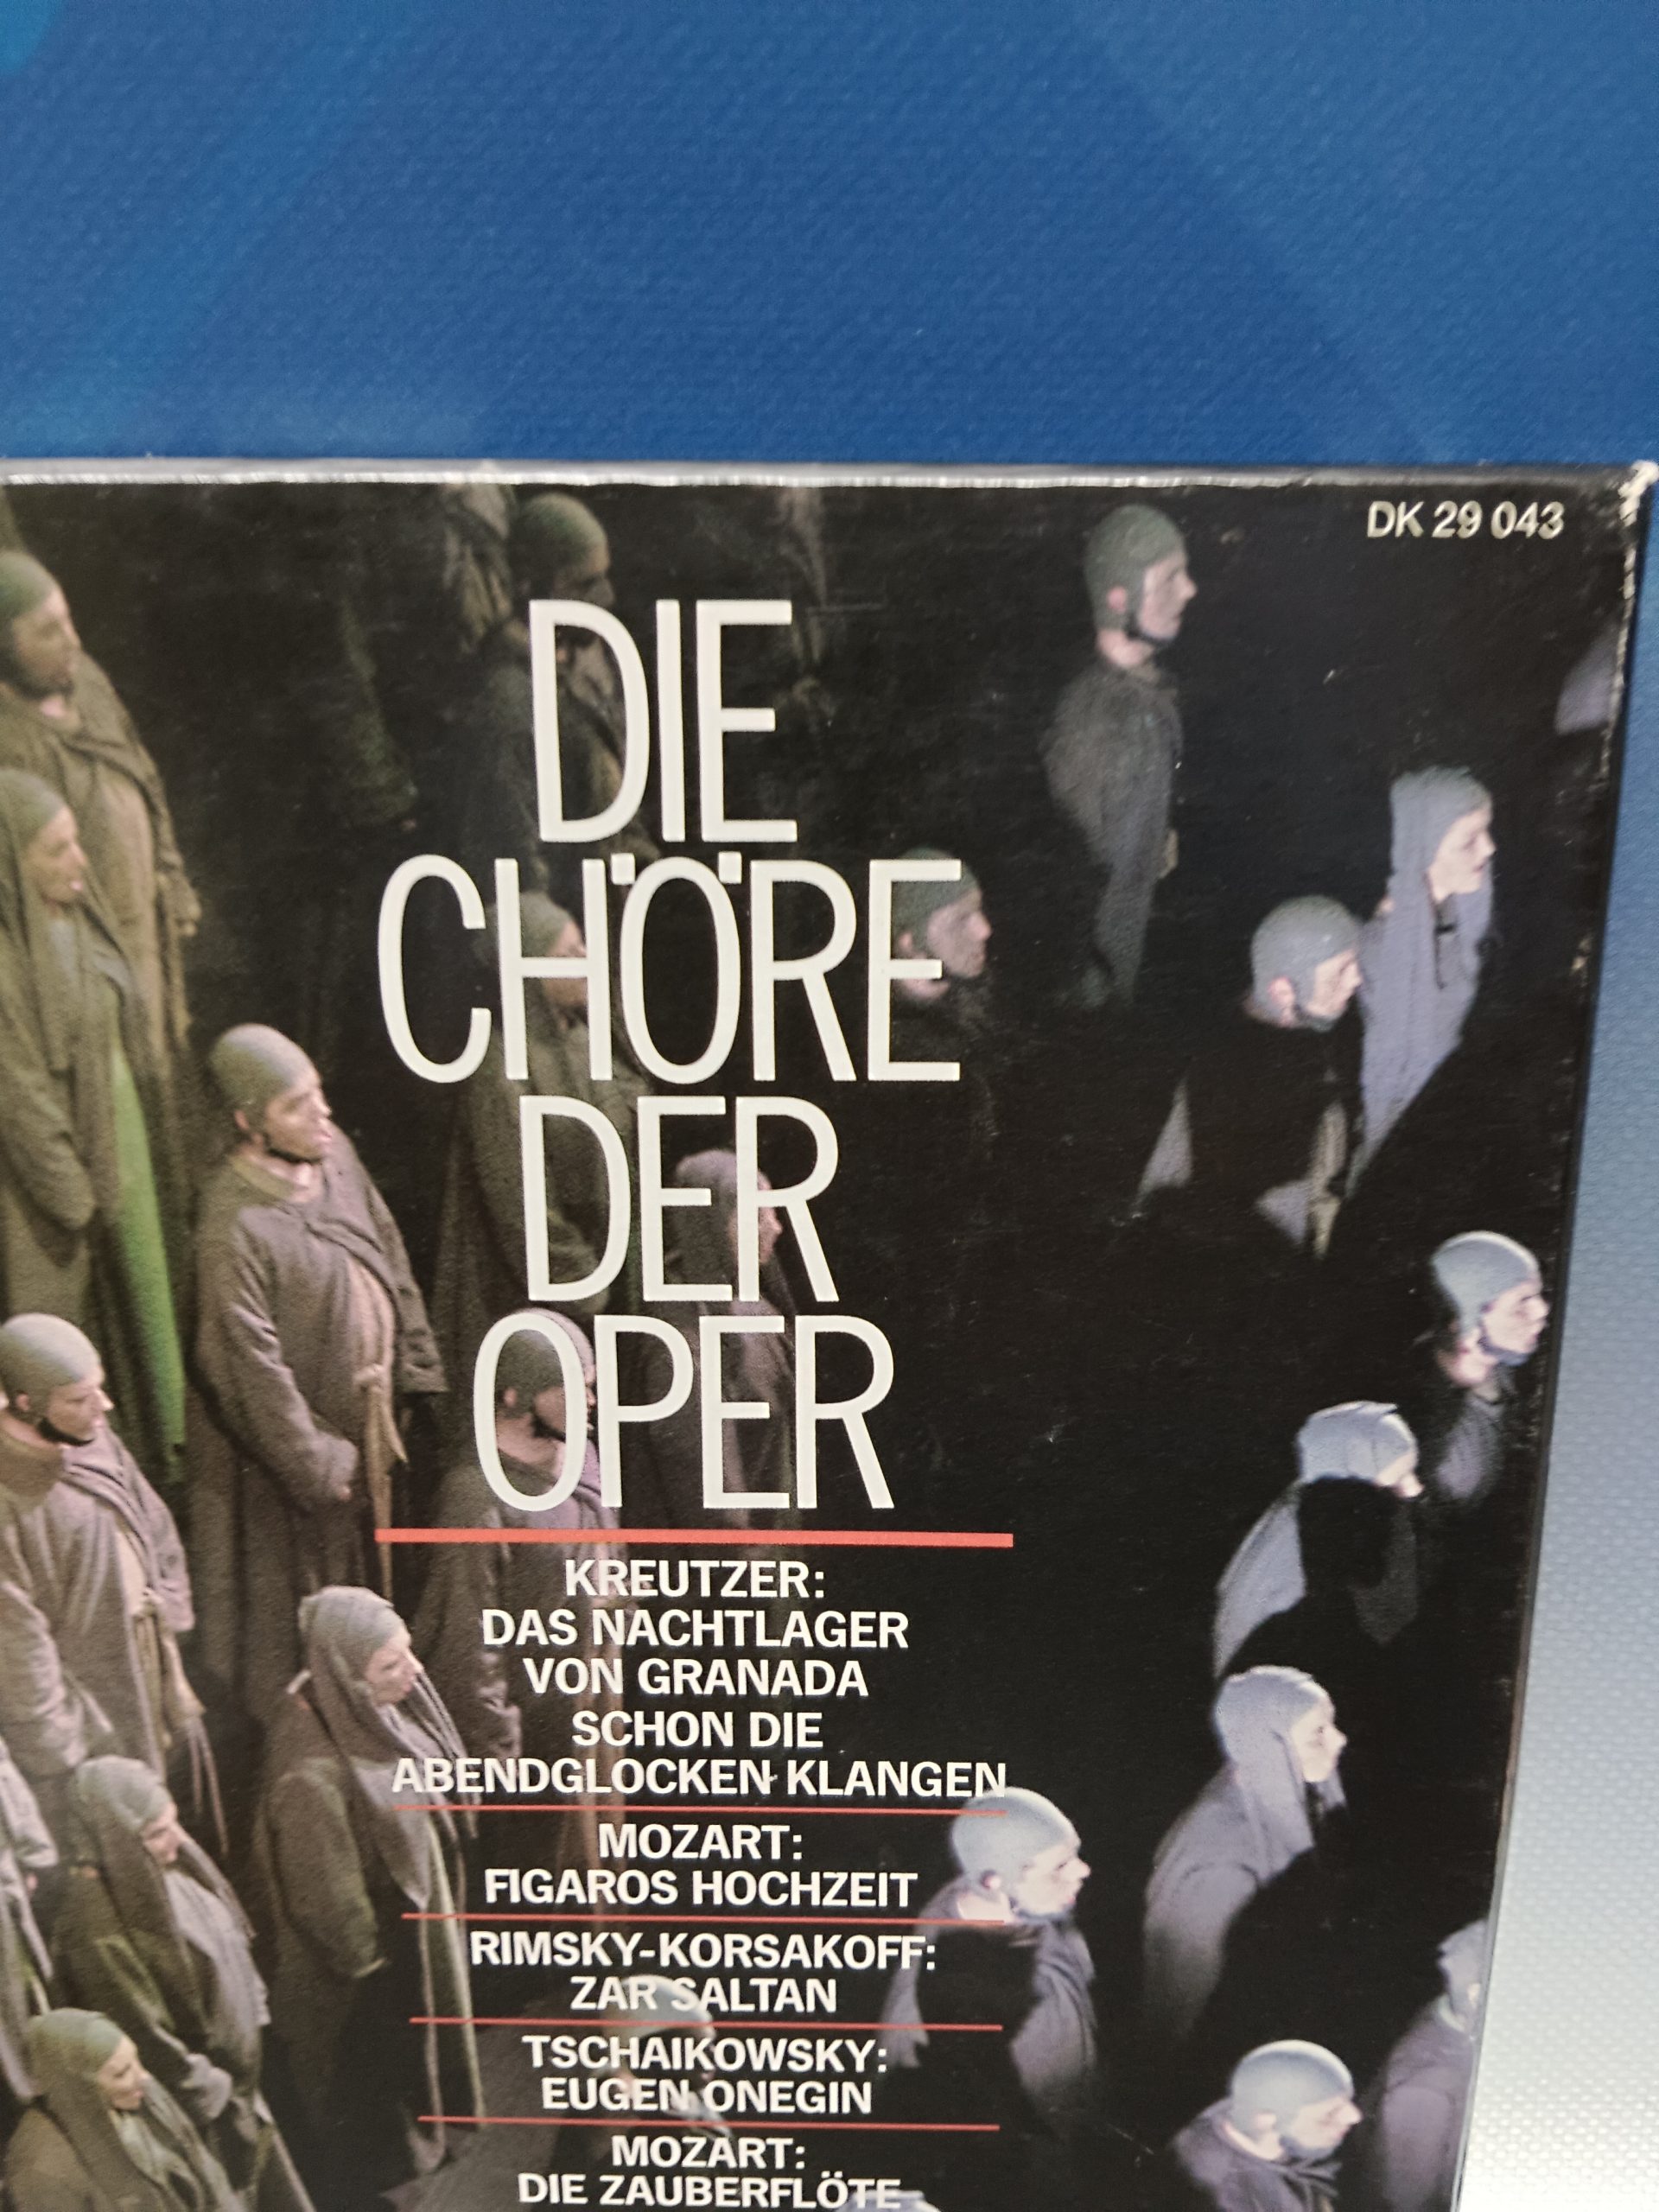 DK 29 043
DIE
CHÖRE
DER
OPER
KREUTZER:
DAS NACHTLAGER
VON GRANADA
SCHON DIE
ABENDGLOCKEN KLANGEN
MOZART:
FIGAROS HOCHZEIT
RIMSKY-KORSAKOFF:
ZAR SALTAN
TSCHAIKOWSKY:
EUGEN ONEGIN
MOZART:
DIE ZAUBERFLÖTE